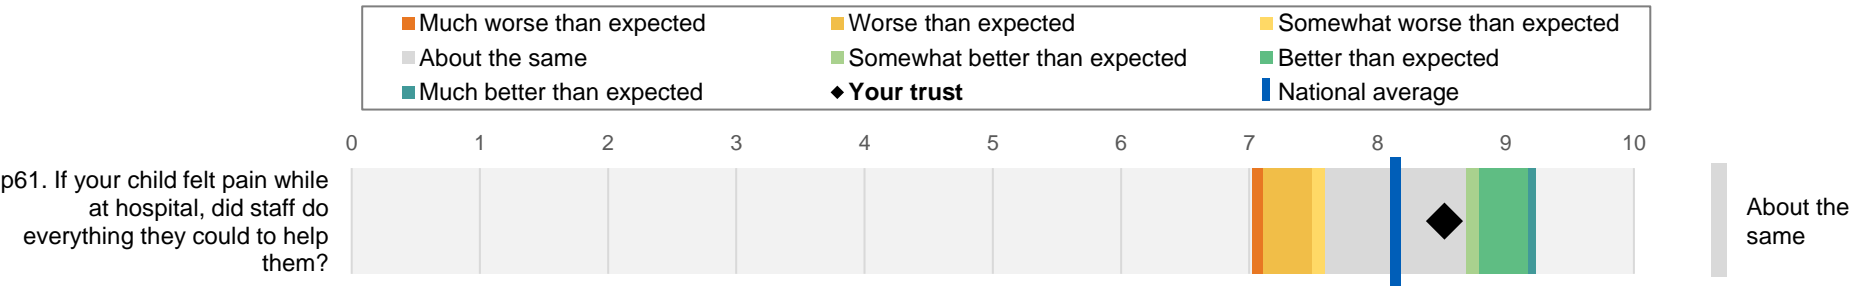 Much worse than expected Worse than expected Somewhat worse than expected
About the same Somewhat better than expected Better than expected
Much better than expected Your trust National average
0 1 2 3 4 5 6 7 8 9 10
p61. If your child felt pain while
at hospital, did staff do
everything they could to help
them?
About the
same